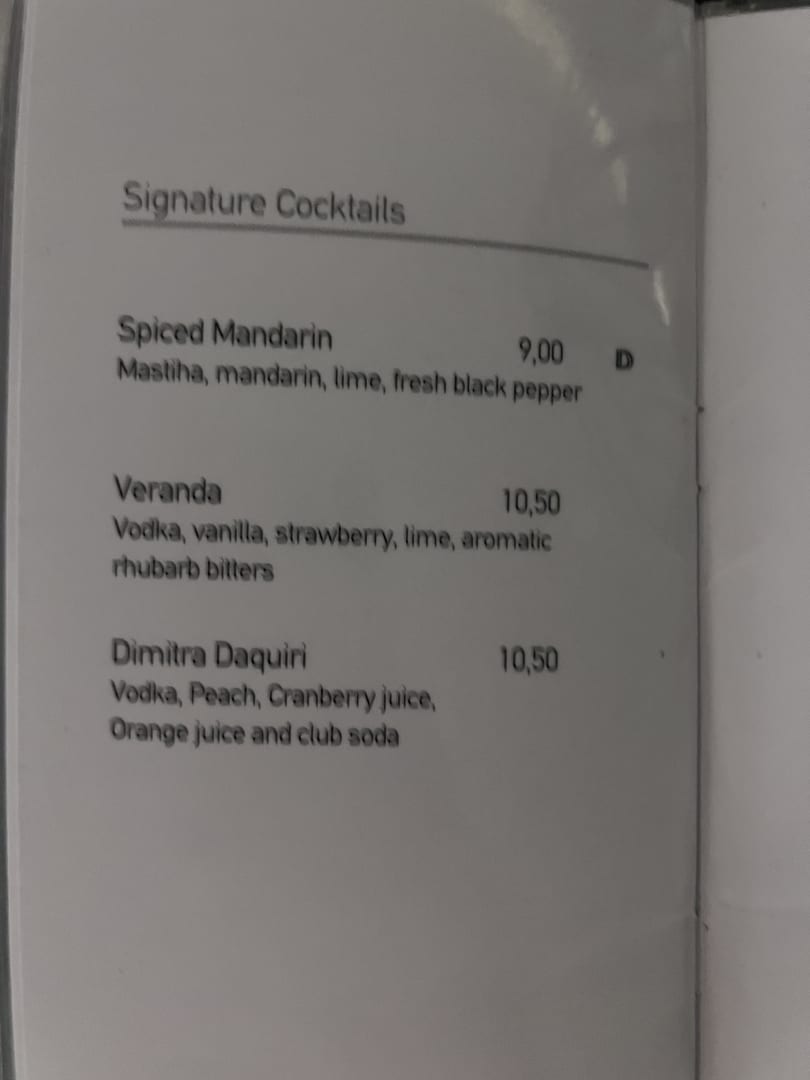 Signature Cocktails
Spiced Mandarin 9,00 D
Mastiha, mandarin, lime, fresh black pepper
Veranda 10,50
Vodka, vanilla, strawberry, lime, aromatic
rhubarb bitters
Dimitra Daquiri 10,50
Vodka, Peach, Cranberry juice,
Orange juice and club soda